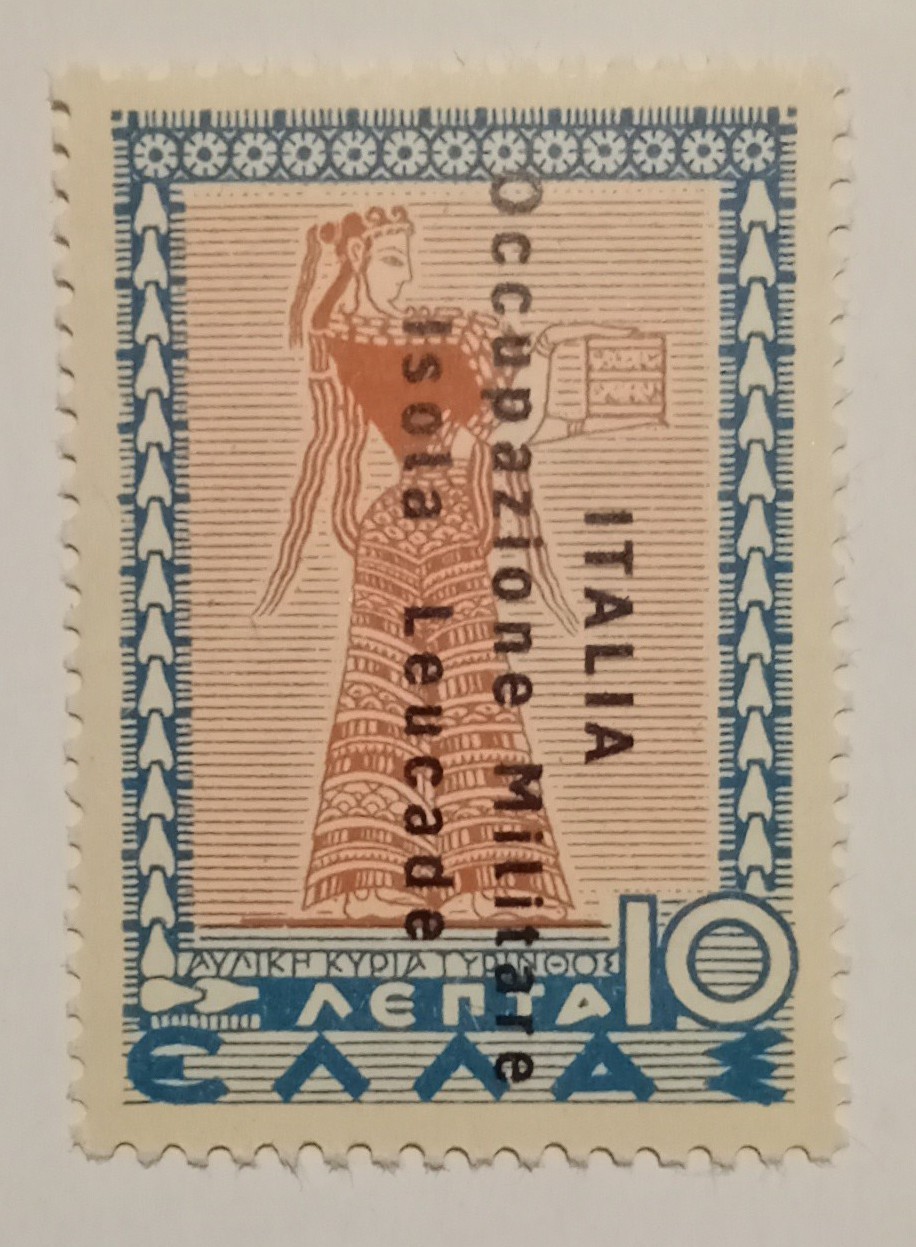 ITALIA
Occupazione Militare
Isola Leucade
ΑΥΛΙΚΗ ΚΥΡΙΑ ΤΥΡΙΝΘΟΣ
ΛΕΠΤΑ 10
ΕΛΛΑΣ